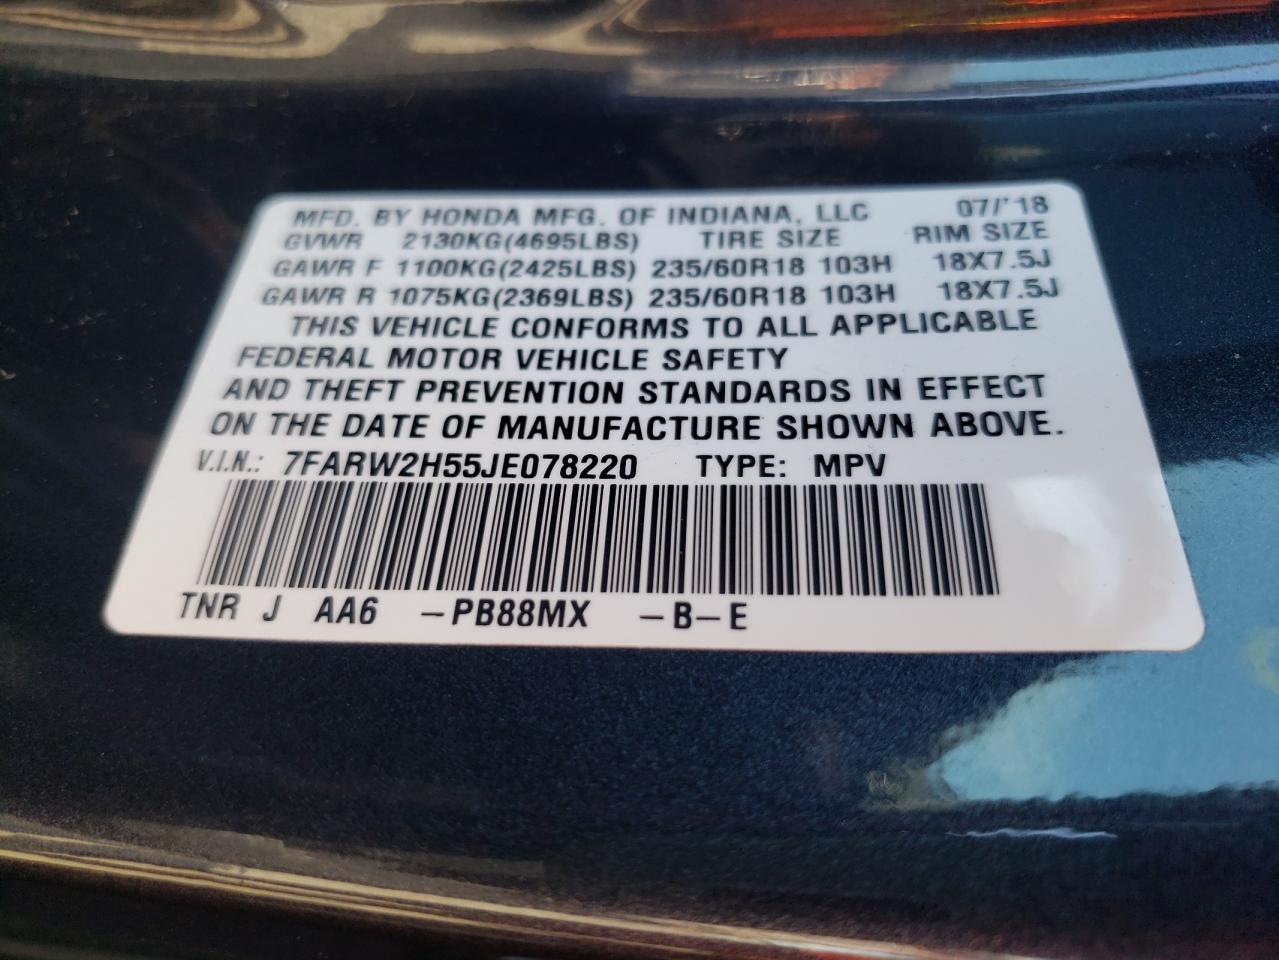 MFD. BY HONDA MFG. OF INDIANA, LLC 07/'18
GVWR 2130KG(4695LBS) TIRE SIZE RIM SIZE
GAWR F 1100KG(2425LBS) 235/60R18 103H 18X7.5J
GAWR R 1075KG(2369LBS) 235/60R18 103H 18X7.5J
THIS VEHICLE CONFORMS TO ALL APPLICABLE
FEDERAL MOTOR VEHICLE SAFETY
AND THEFT PREVENTION STANDARDS IN EFFECT
ON THE DATE OF MANUFACTURE SHOWN ABOVE.
V.I.N.: 7FARW2H55JE078220 TYPE: MPV
TNR J AA6 -PB88MX -B-E